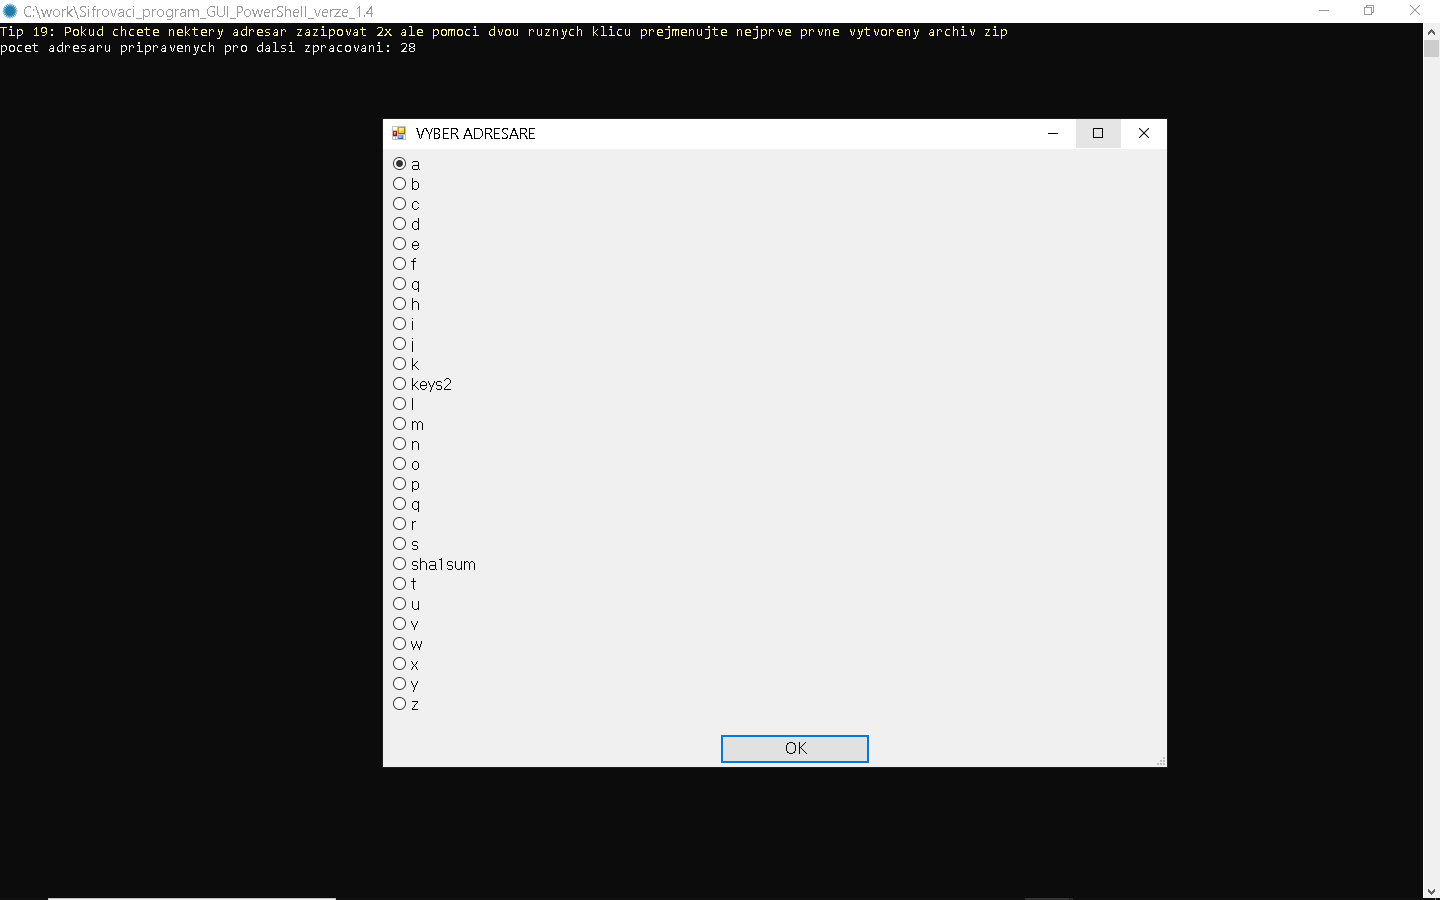 C:\work\Sifrovaci_program_GUI_PowerShell_verze_1.4
Tip 19: Pokud chcete nektery adresar zazipovat 2x ale pomoci dvou ruznych klicu prejmenujte nejprve prvne vytvoreny archiv zip
pocet adresaru pripravenych pro dalsi zpracovani: 28
VYBER ADRESARE
a
b
c
d
e
f
g
h
i
j
k
keys2
l
m
n
o
p
q
r
s
sha1sum
t
u
v
w
x
y
z
OK